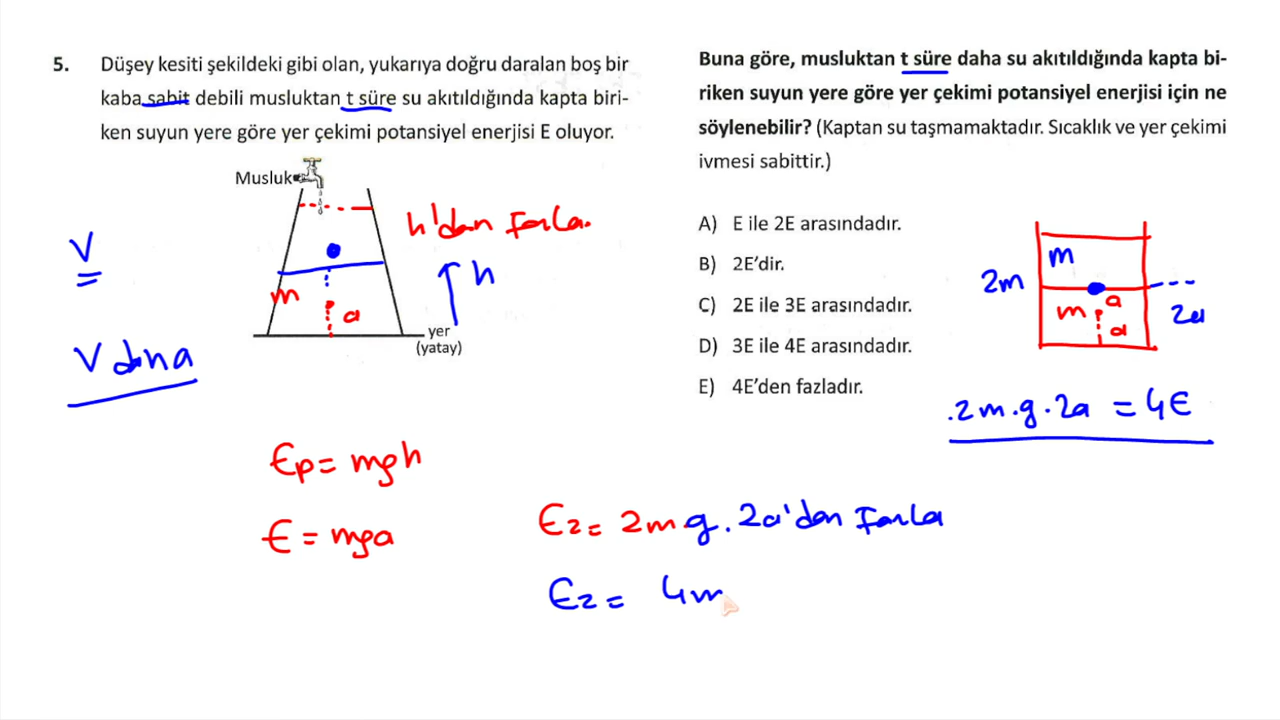 5. Düşey kesiti şekildeki gibi olan, yukarıya doğru daralan boş bir
kaba sabit debili musluktan t süre su akıtıldığında kapta biri-
ken suyun yere göre yer çekimi potansiyel enerjisi E oluyor.
Musluk
h'dan fazla.
V
h
m
a
yer
(yatay)
V daha
Ep = mgh
E = mga
Buna göre, musluktan t süre daha su akıtıldığında kapta bi-
riken suyun yere göre yer çekimi potansiyel enerjisi için ne
söylenebilir? (Kaptan su taşmamaktadır. Sıcaklık ve yer çekimi
ivmesi sabittir.)
A) E ile 2E arasındadır.
B) 2E'dir.
C) 2E ile 3E arasındadır.
D) 3E ile 4E arasındadır.
E) 4E'den fazladır.
m
2m
m a
a
2a
.2m.g.2a = 4E
E2 = 2mg.2a'dan fazla
E2 = 4m